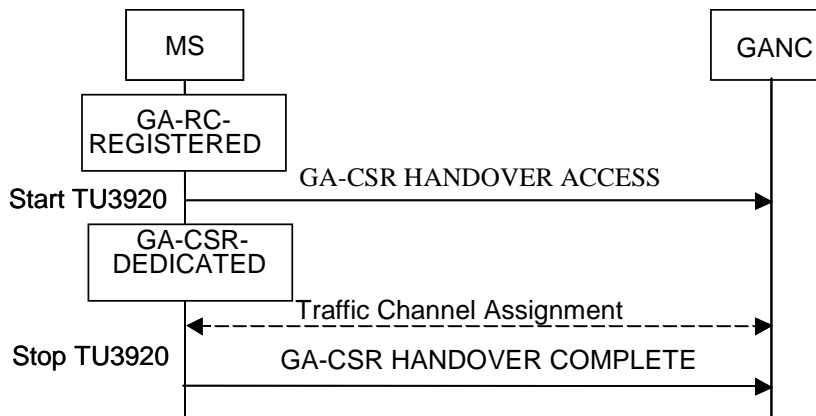 MS
GANC
GA-RC-
REGISTERED
GA-CSR HANDOVER ACCESS
Start TU3920
GA-CSR-
DEDICATED
Traffic Channel Assignment
Stop TU3920
GA-CSR HANDOVER COMPLETE